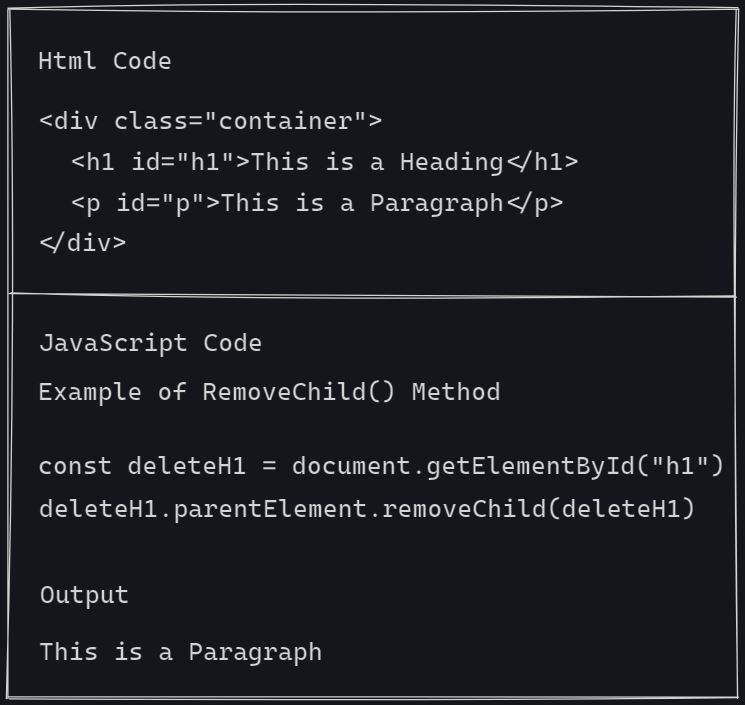 Html Code
<div class="container">
<h1 id="h1">This is a Heading</h1>
<p id="p">This is a Paragraph</p>
</div>
JavaScript Code
Example of RemoveChild() Method
const deleteH1 = document.getElementById("h1")
deleteH1.parentElement.removeChild(deleteH1)
Output
This is a Paragraph